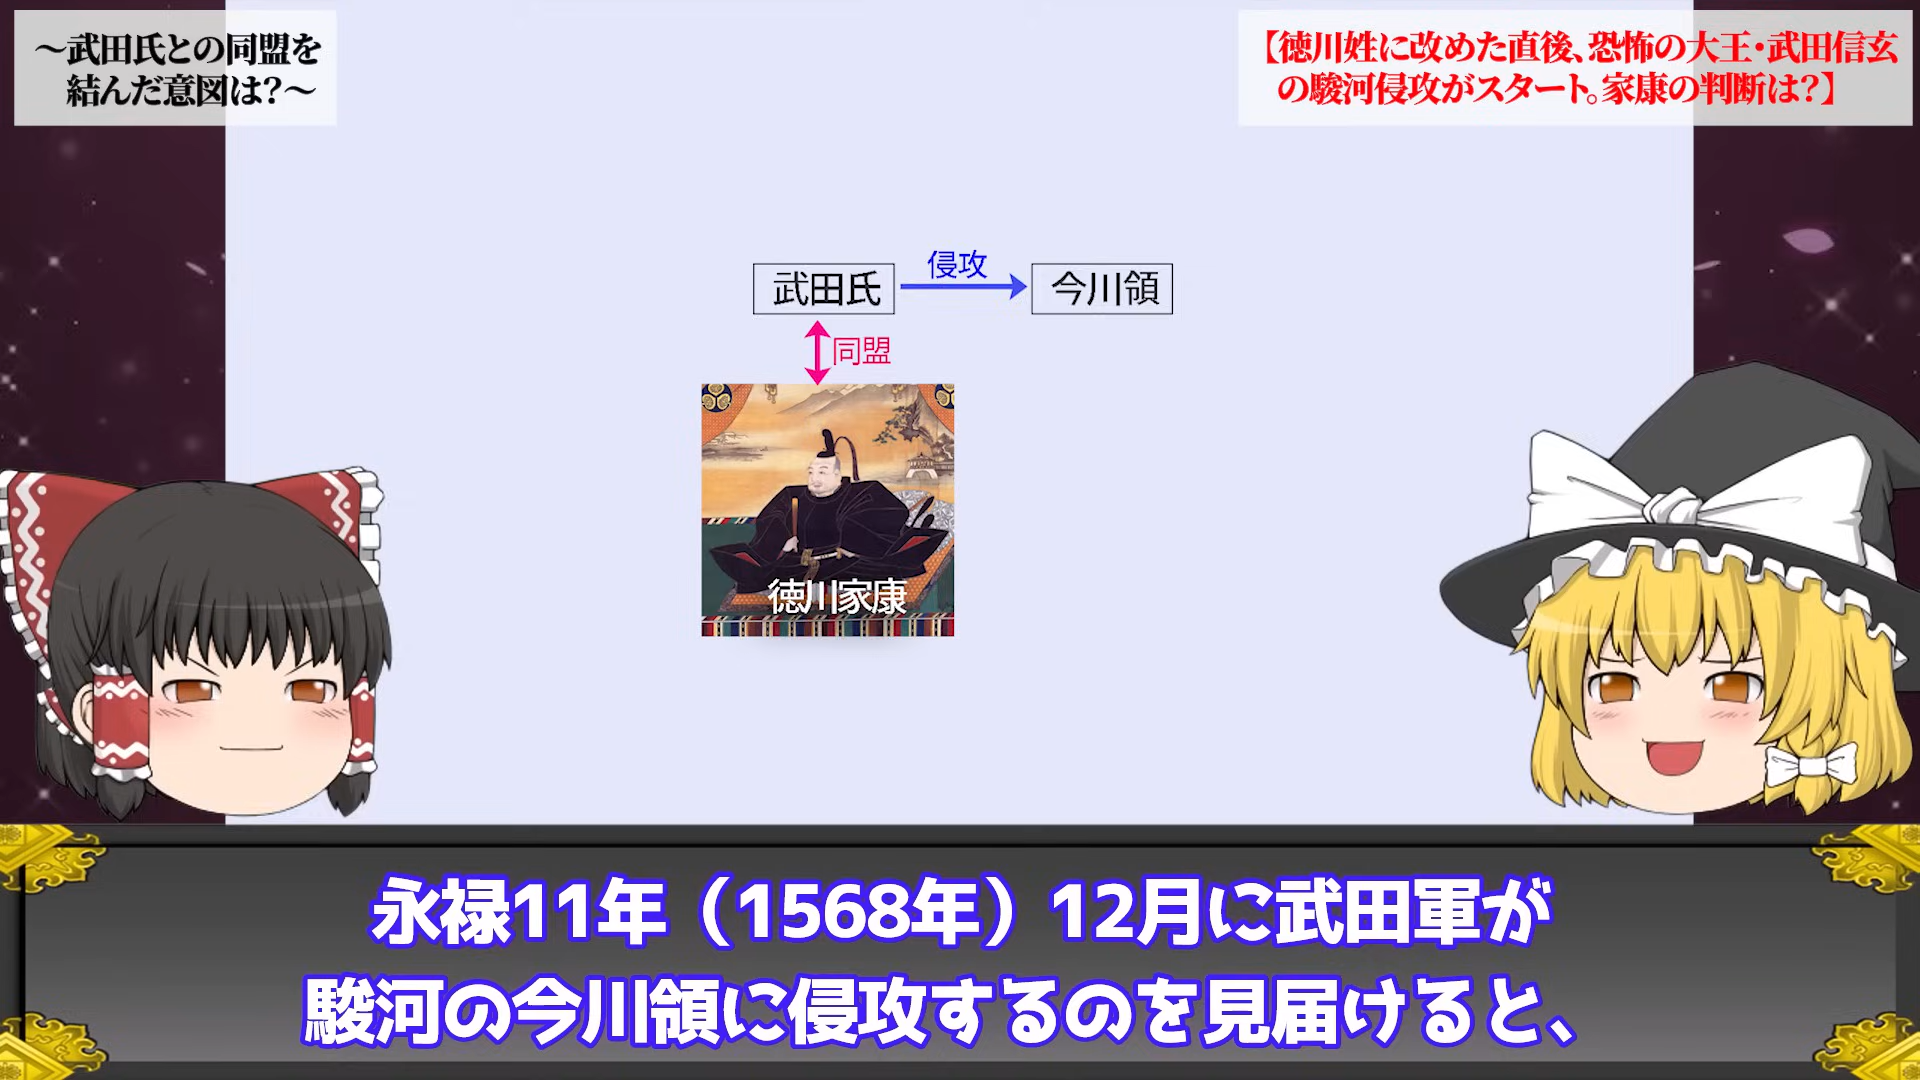 ～武田氏との同盟を
結んだ意図は？～
【徳川姓に改めた直後、恐怖の大王・武田信玄
の駿河侵攻がスタート。家康の判断は？】
武田氏
侵攻
今川領
同盟
徳川家康
永禄11年（1568年）12月に武田軍が
駿河の今川領に侵攻するのを見届けると、